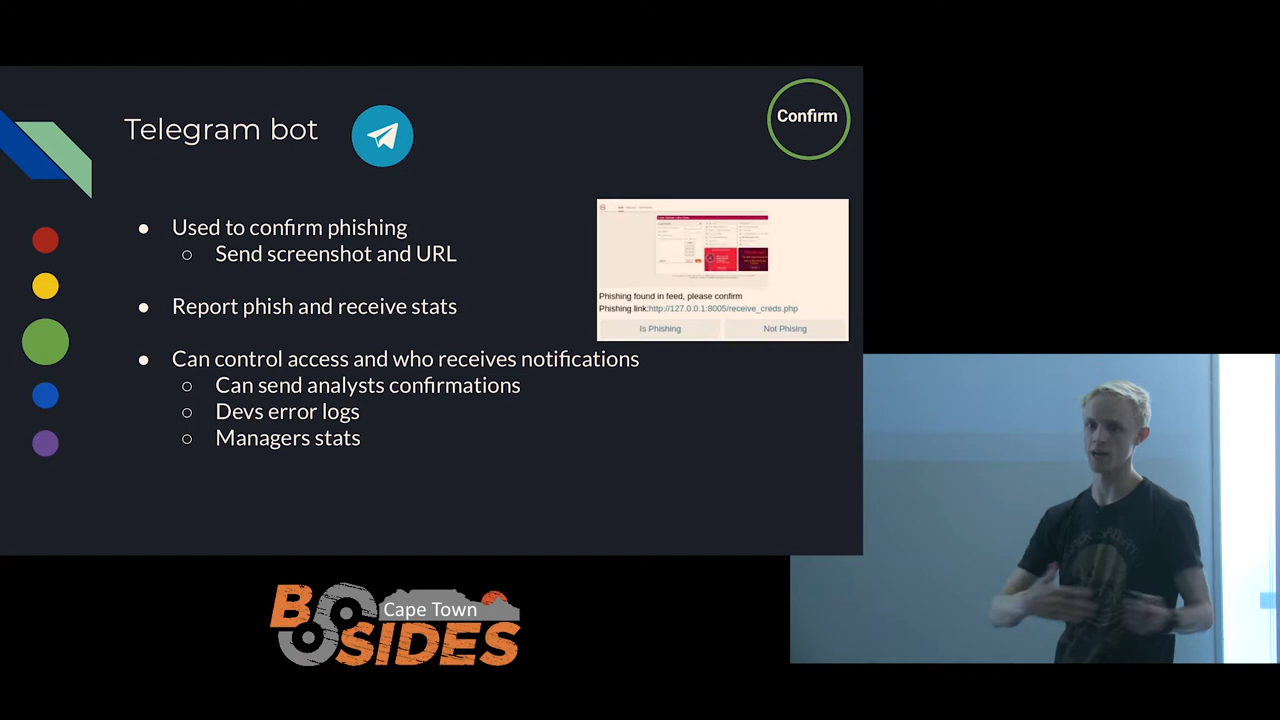 Telegram bot
Confirm
Used to confirm phishing
Send screenshot and URL
Report phish and receive stats
Can control access and who receives notifications
Can send analysts confirmations
Devs error logs
Managers stats
Phishing found in feed, please confirm
Phishing link:http://127.0.0.1:8005/receive_creds.php
Is Phishing
Not Phising
BSIDES
Cape Town